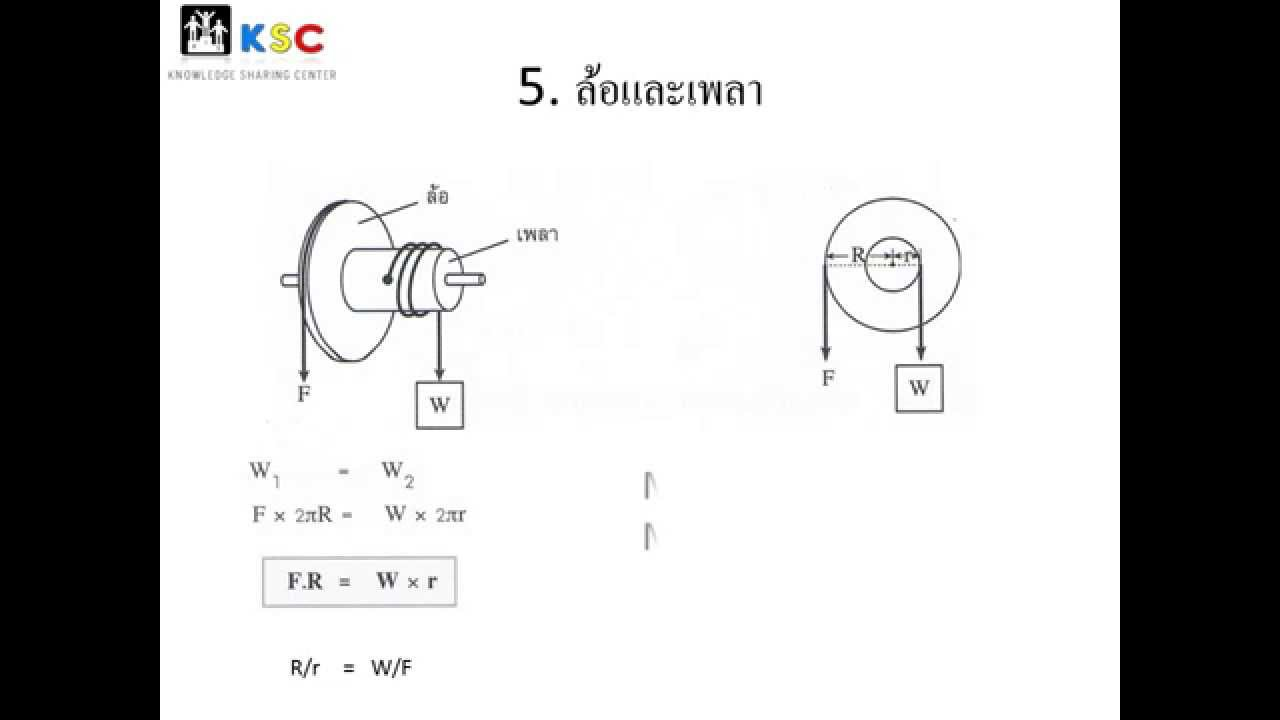 KSC
KNOWLEDGE SHARING CENTER
5. ล้อและเพลา
ล้อ
เพลา
F
W
R r
F
W
W₁ = W₂
F × 2πR = W × 2πr
F.R = W × r
R/r = W/F